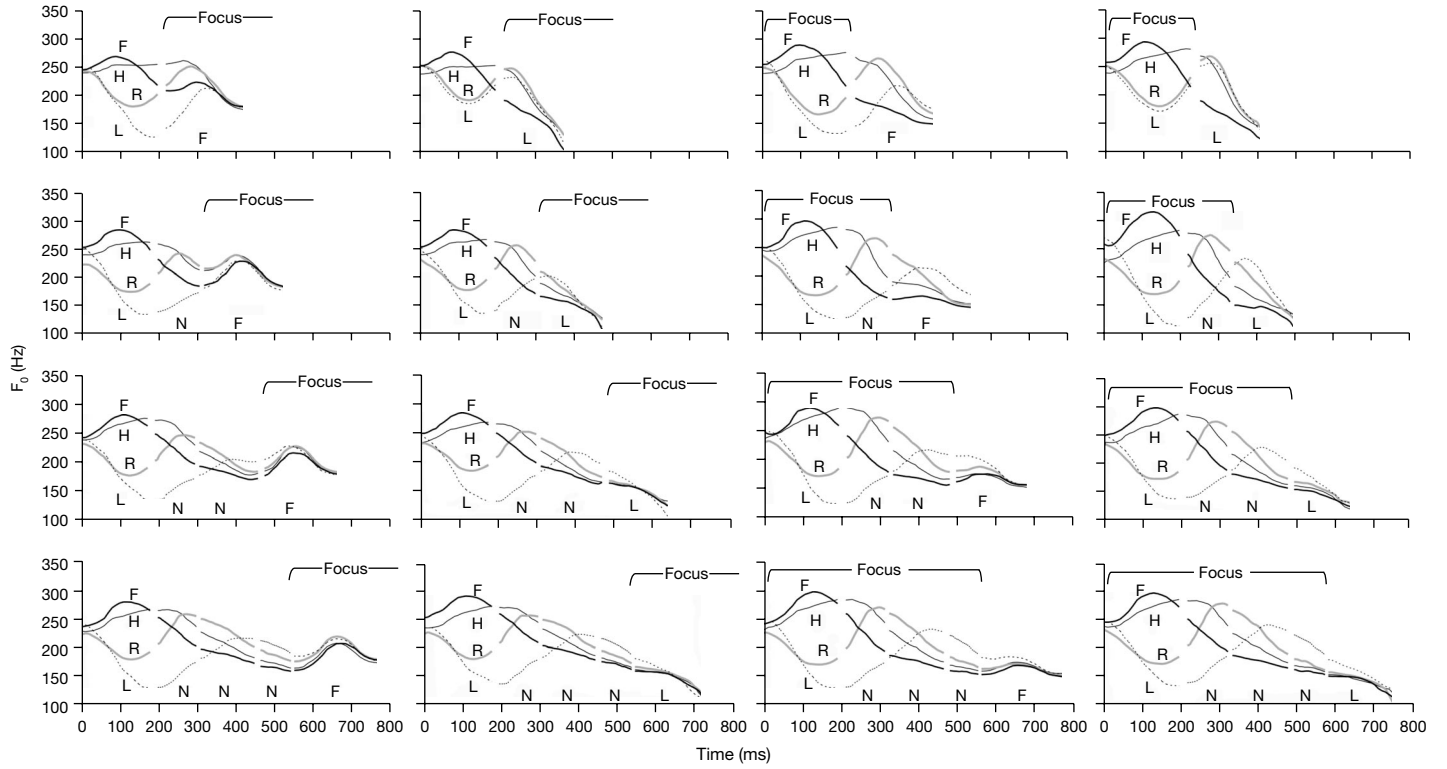 Focus Focus Focus Focus
350
300
250
200
150
100
F H R L F
F H R L L
F H R L F
F H R L L
Focus Focus Focus Focus
350
300
250
200
150
100
F H R L N F
F H R L N L
F H R L N F
F H R L N L
F₀ (Hz)
Focus Focus Focus Focus
350
300
250
200
150
100
F H R L N N F
F H R L N N L
F H R L N N F
F H R L N N L
Focus Focus Focus Focus
350
300
250
200
150
100
F H R L N N N F
F H R L N N N L
F H R L N N N F
F H R L N N N L
0 100 200 300 400 500 600 700 800
0 100 200 300 400 500 600 700 800
0 100 200 300 400 500 600 700 800
0 100 200 300 400 500 600 700 800
Time (ms)